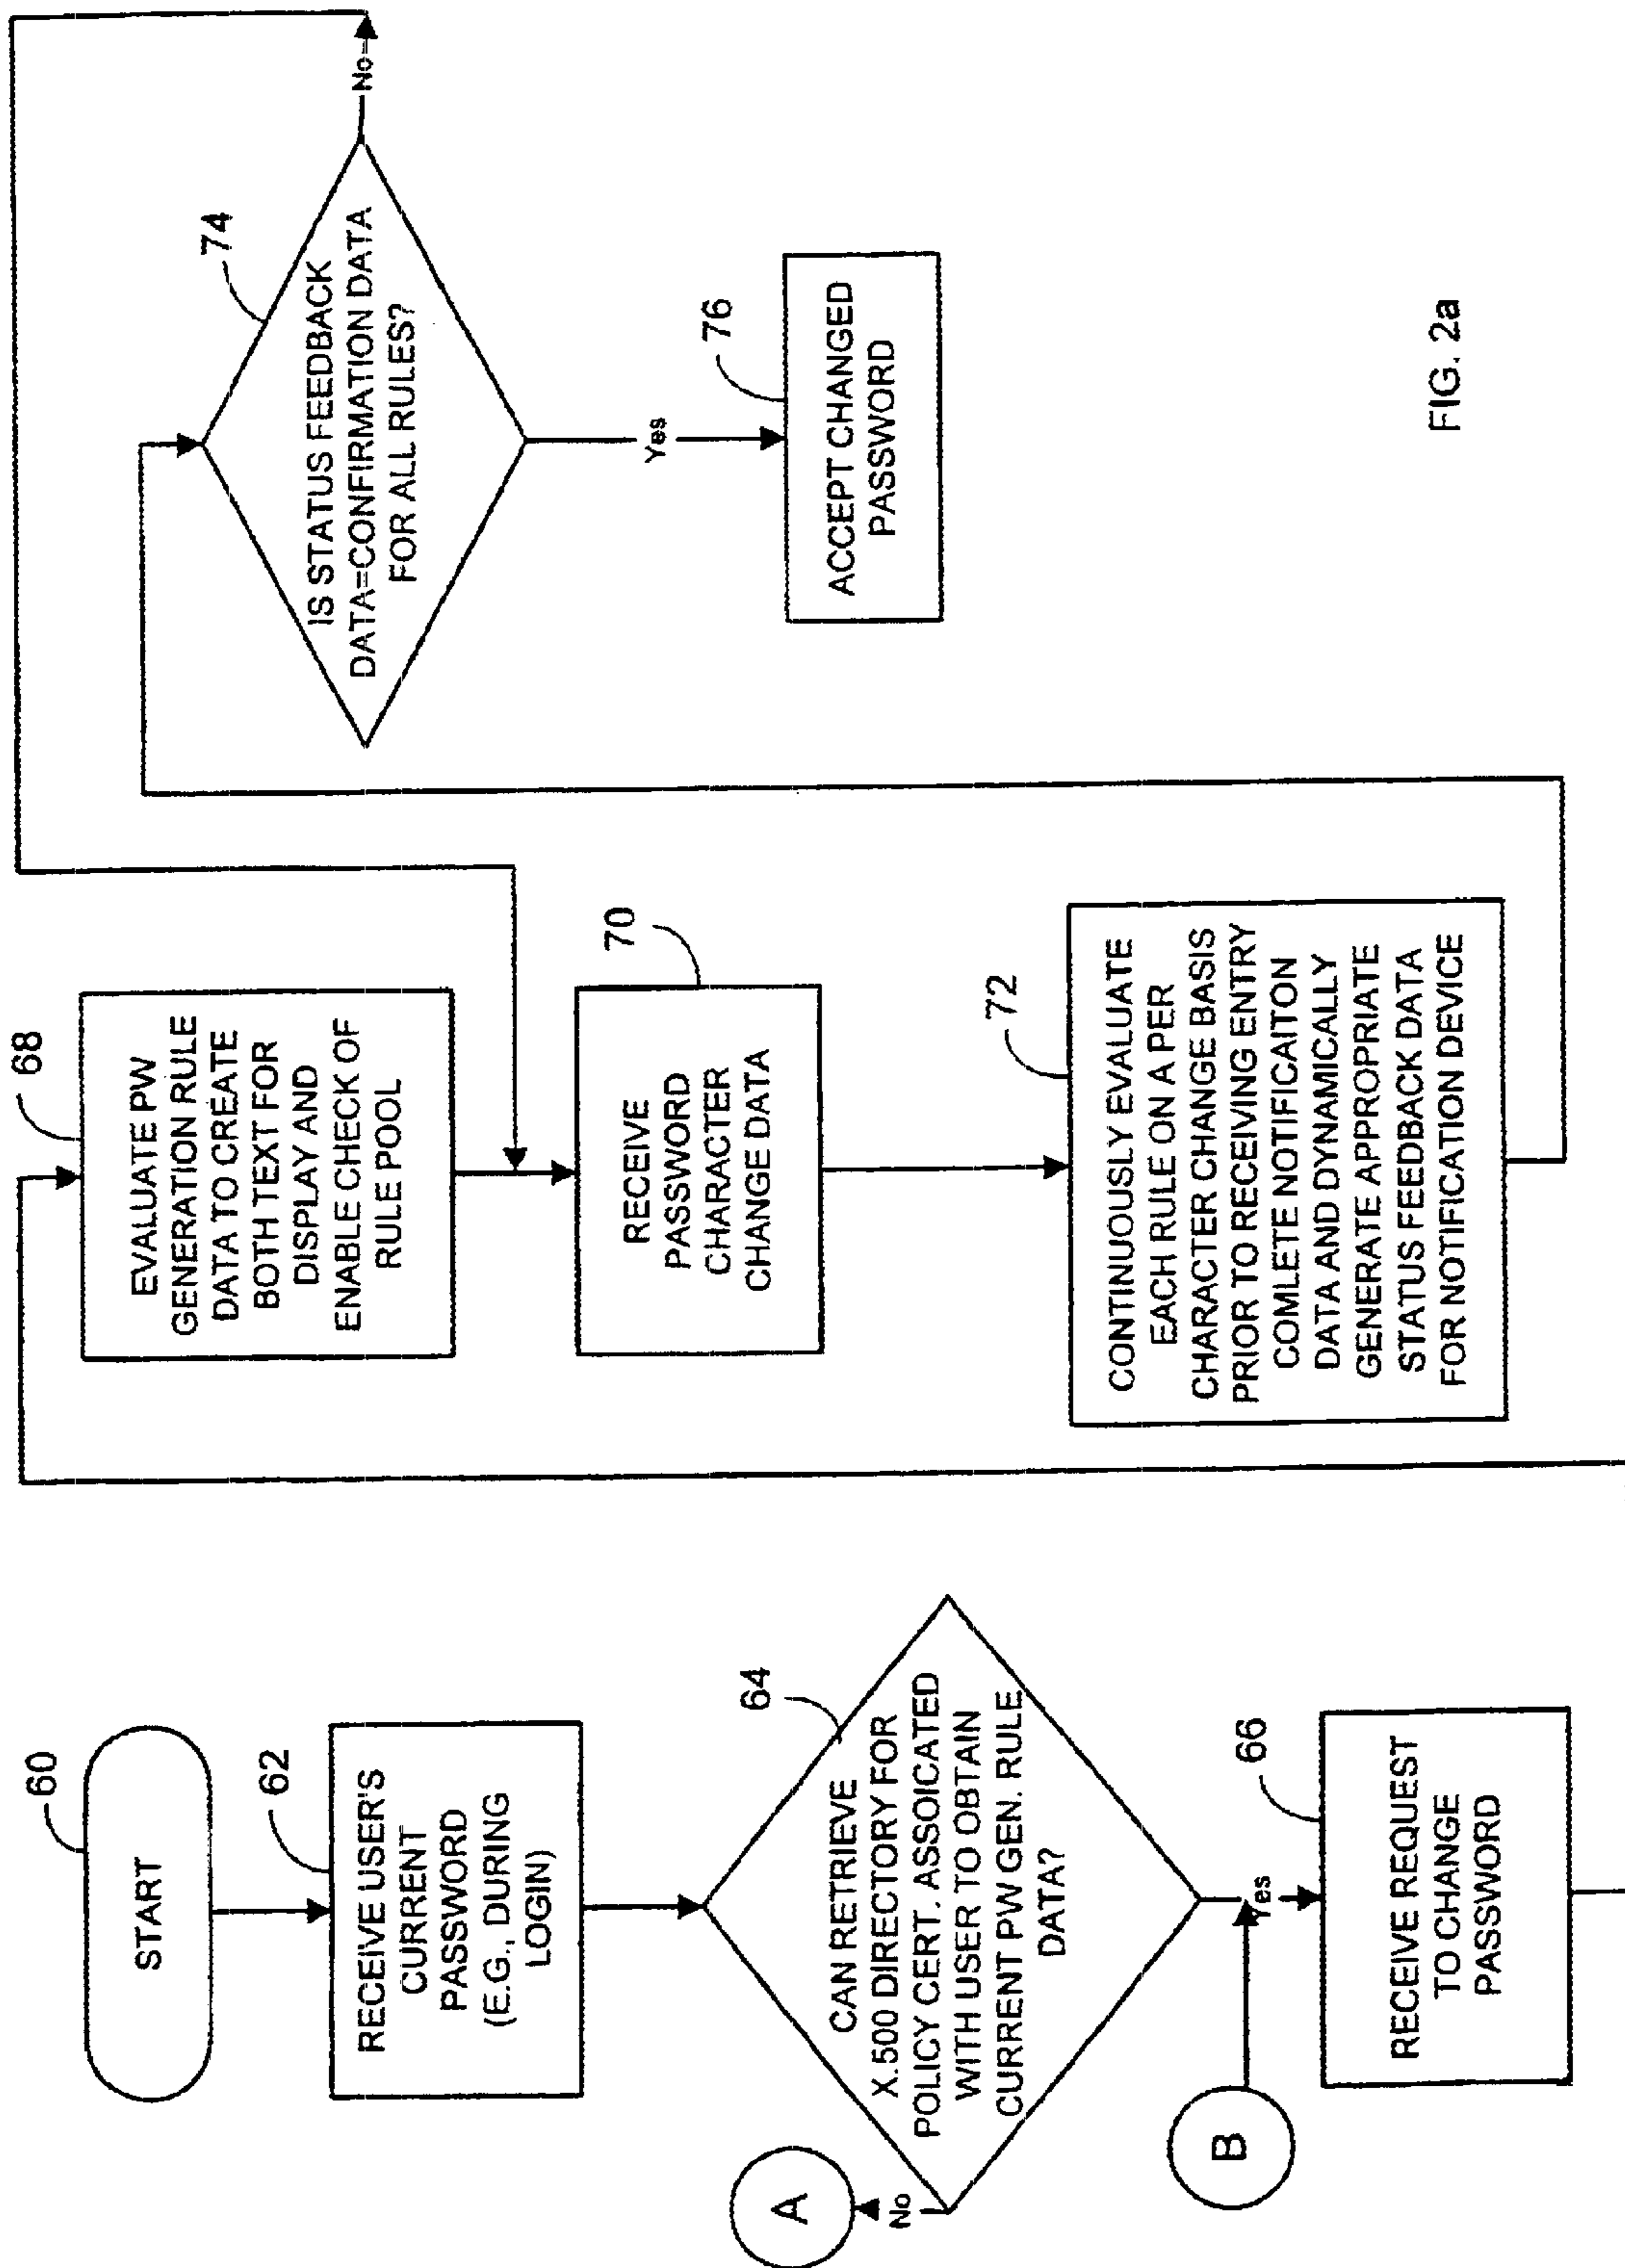 60
START
62
RECEIVE USER'S
CURRENT
PASSWORD
(E.G., DURING
LOGIN)
64
CAN RETRIEVE
X.500 DIRECTORY FOR
POLICY CERT. ASSOICATED
WITH USER TO OBTAIN
CURRENT PW GEN. RULE
DATA?
A
No
Yes
B
66
RECEIVE REQUEST
TO CHANGE
PASSWORD
68
EVALUATE PW
GENERATION RULE
DATA TO CREATE
BOTH TEXT FOR
DISPLAY AND
ENABLE CHECK OF
RULE POOL
70
RECEIVE
PASSWORD
CHARACTER
CHANGE DATA
72
CONTINUOUSLY EVALUATE
EACH RULE ON A PER
CHARACTER CHANGE BASIS
PRIOR TO RECEIVING ENTRY
COMLETE NOTIFICAITON
DATA AND DYNAMICALLY
GENERATE APPROPRIATE
STATUS FEEDBACK DATA
FOR NOTIFICATION DEVICE
74
IS STATUS FEEDBACK
DATA=CONFIRMATION DATA
FOR ALL RULES?
No
Yes
76
ACCEPT CHANGED
PASSWORD
FIG. 2a